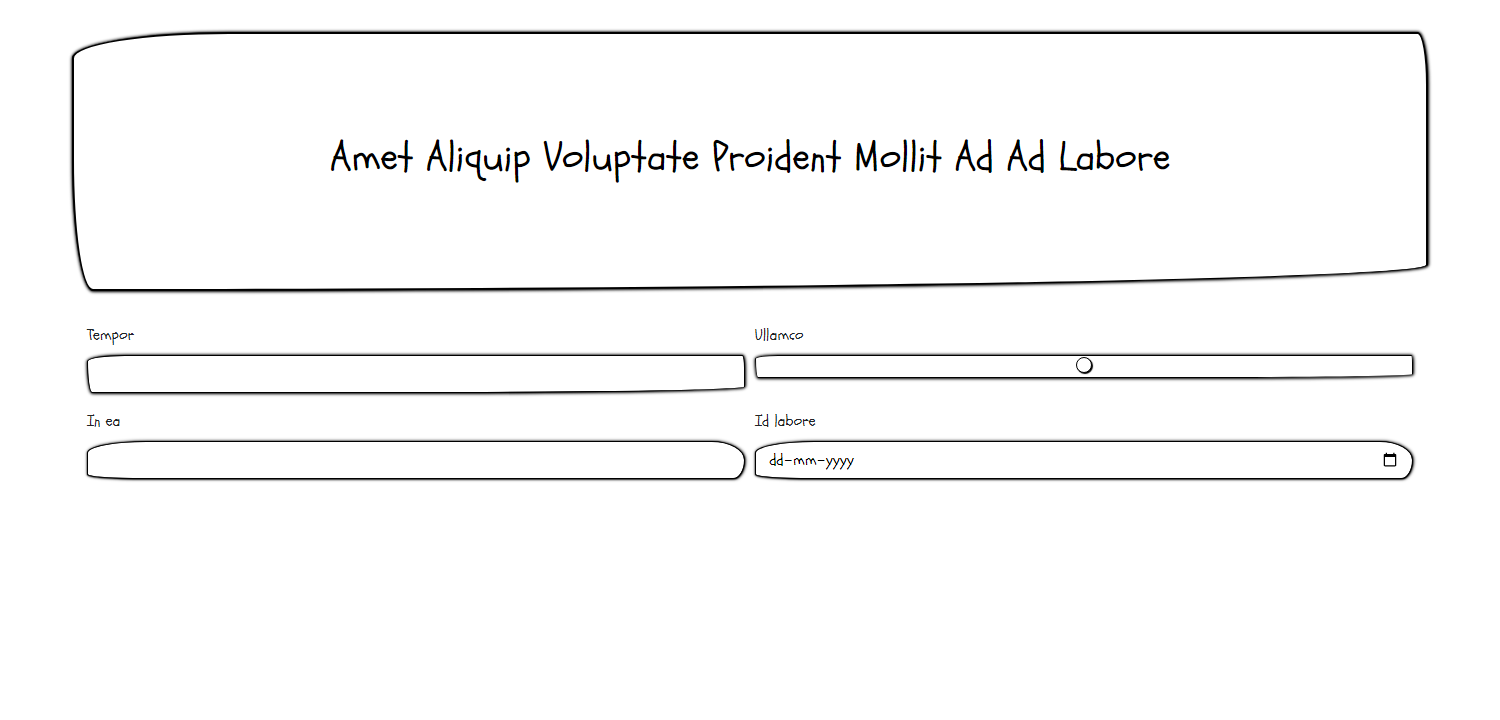 Amet Aliquip Voluptate Proident Mollit Ad Ad Labore
Tempor
Ullamco
In ea
Id labore
dd-mm-yyyy